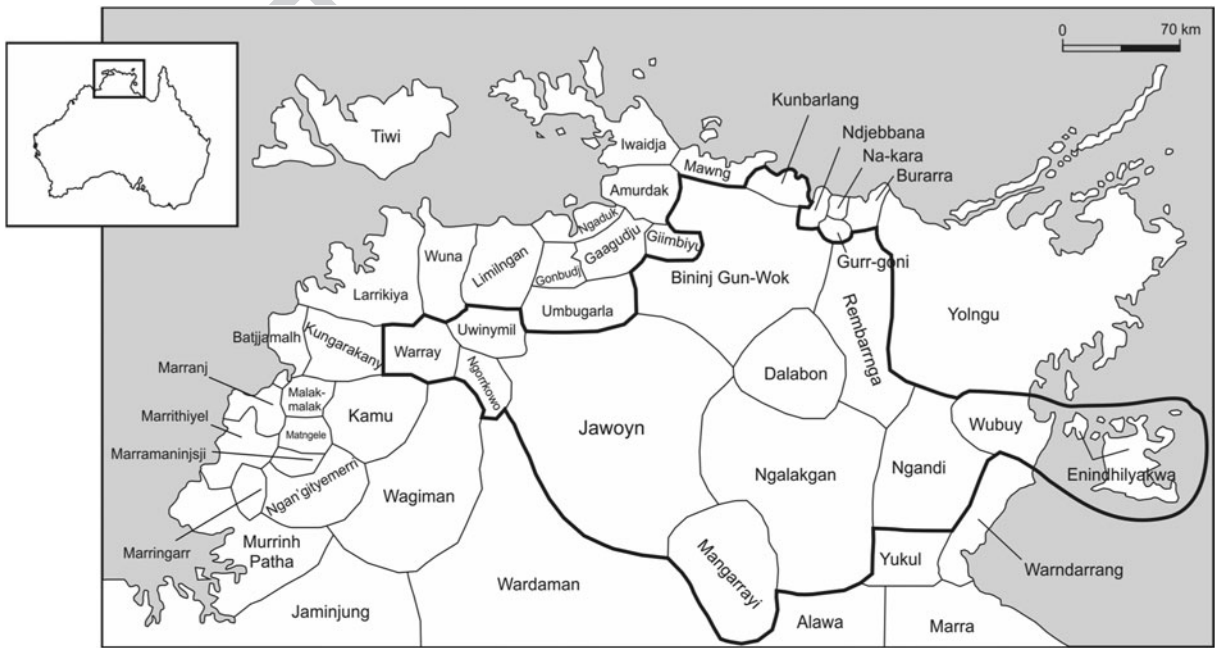 0 70 km
Kunbarlang
Ndjebbana
Na-kara
Burarra
Tiwi
Iwaidja
Mawng
Amurdak
Ngaduk
Gaagudju
Giimbiyu
Gurr-goni
Wuna
Limilngan
Gonbudj
Bininj Gun-Wok
Larrikiya
Umbugarla
Rembarrnga
Yolngu
Batjjamalh
Kungarakany
Warray
Uwinymil
Ngorrkowo
Dalabon
Marranj
Malak-
malak
Kamu
Marrithiyel
Matngele
Jawoyn
Wubuy
Marramaninjsji
Ngan'gityemerri
Wagiman
Ngalakgan
Ngandi
Enindhilyakwa
Marringarr
Murrinh
Patha
Mangarrayi
Yukul
Warndarrang
Wardaman
Jaminjung
Alawa
Marra